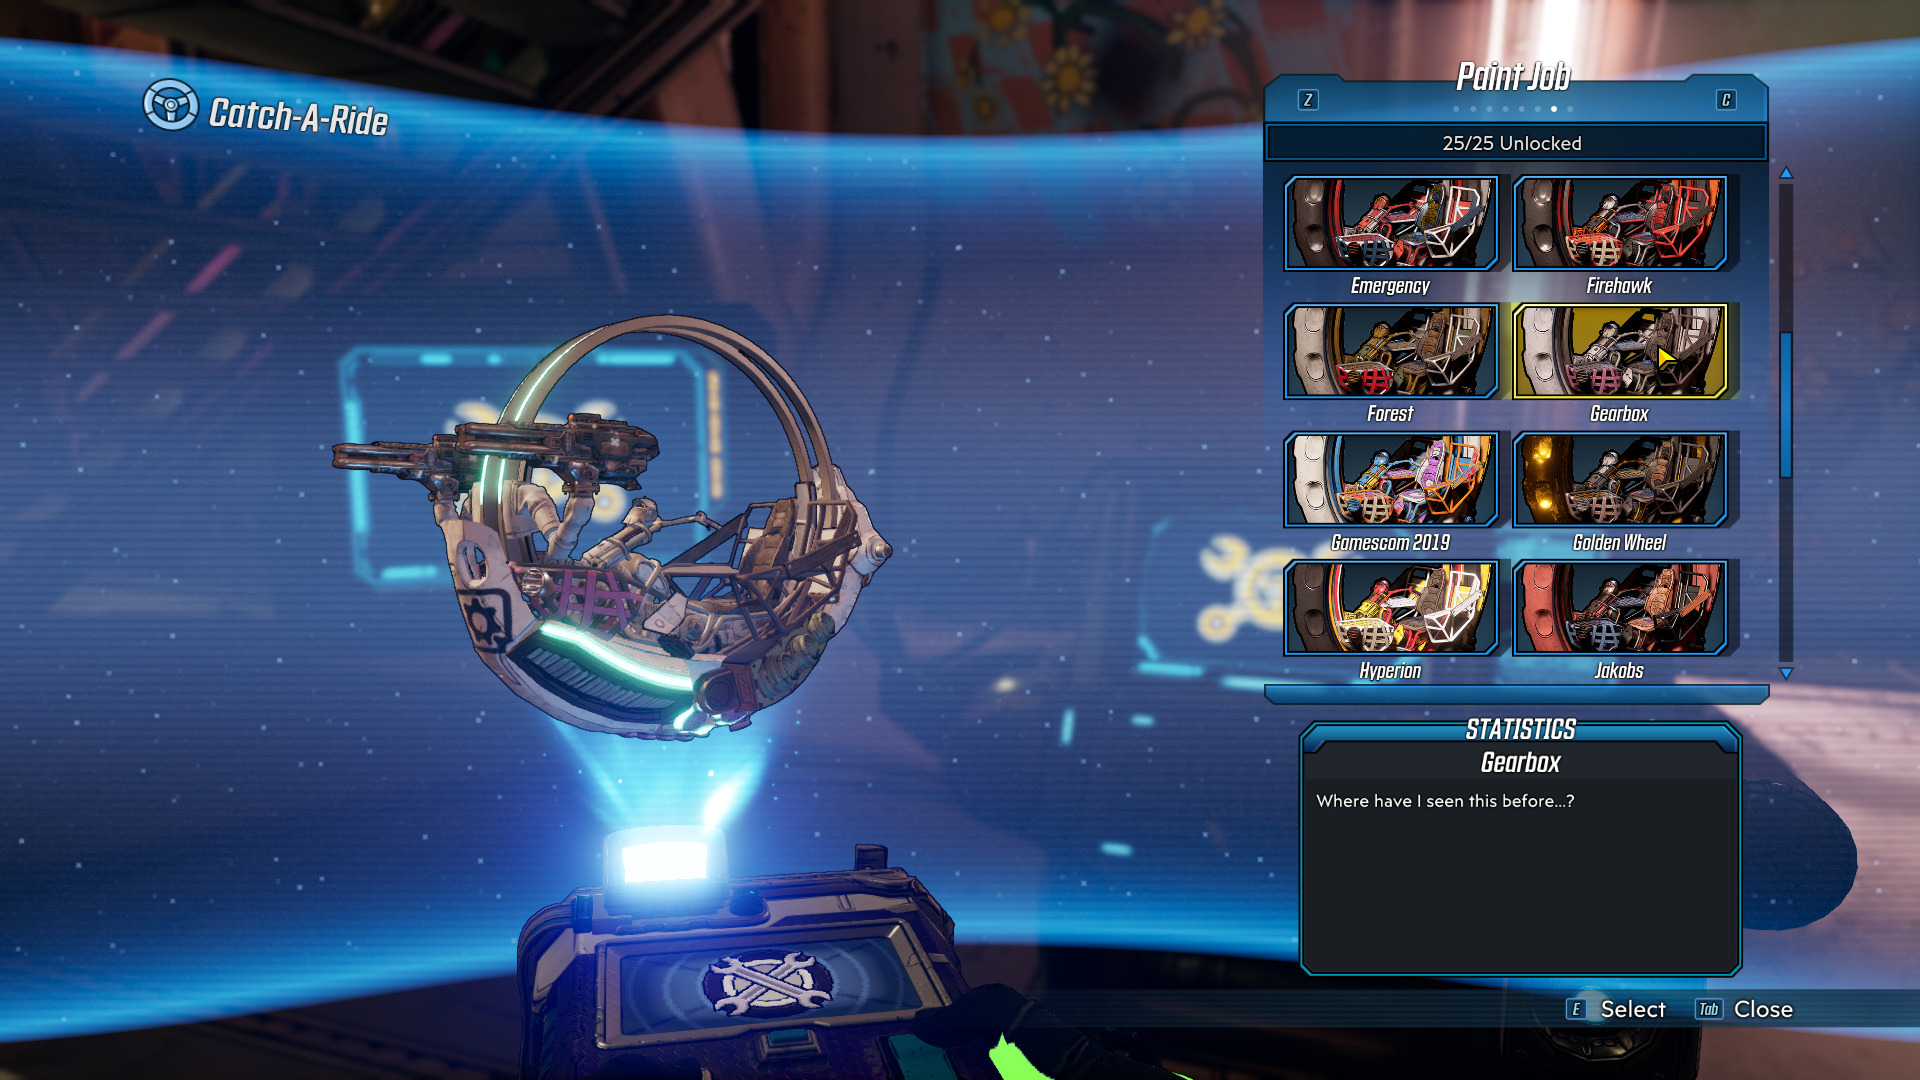 Catch-A-Ride
Paint Job
Z
C
25/25 Unlocked
Emergency
Firehawk
Forest
Gearbox
Gamescom 2019
Golden Wheel
Hyperion
Jakobs
STATISTICS
Gearbox
Where have I seen this before...?
E Select Tab Close